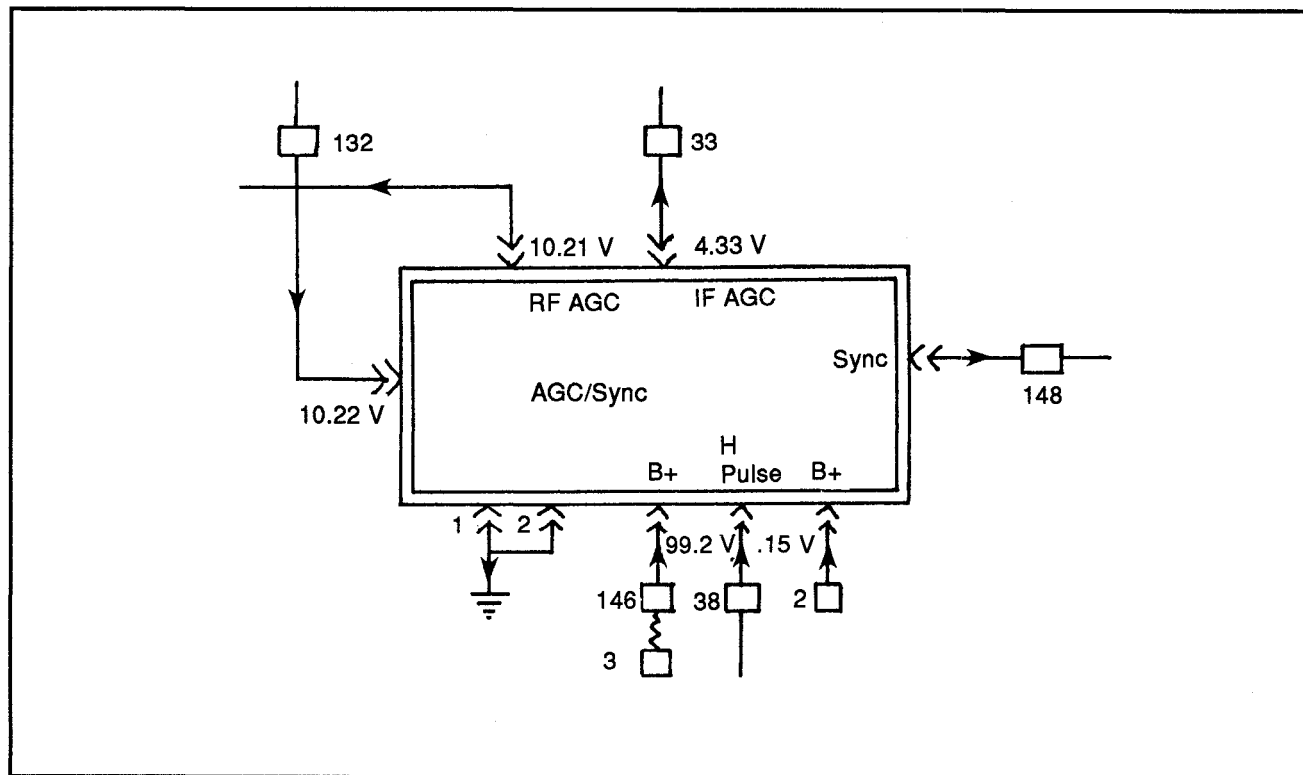 132
33
10.21 V
4.33 V
RF AGC
IF AGC
Sync
148
AGC/Sync
10.22 V
H
Pulse
B+
B+
1
2
99.2 V
.15 V
146
38
2
3